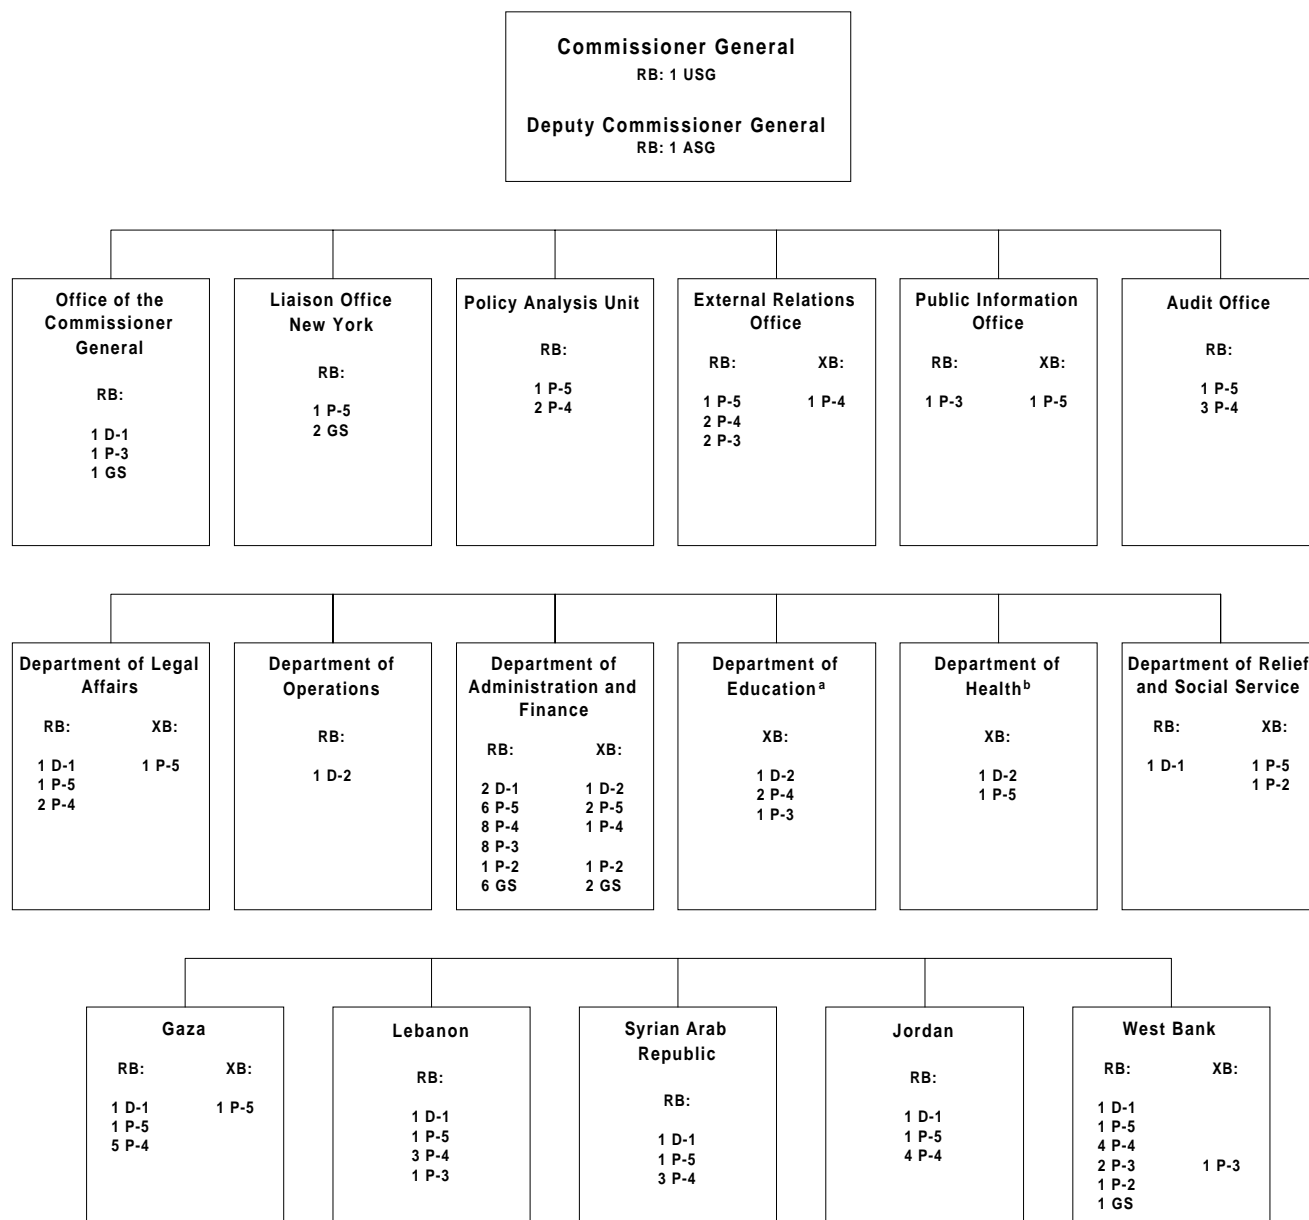 Commissioner General
RB: 1 USG
Deputy Commissioner General
RB: 1 ASG
Office of the
Commissioner
General
RB:
1 D-1
1 P-3
1 GS
Liaison Office
New York
RB:
1 P-5
2 GS
Policy Analysis Unit
RB:
1 P-5
2 P-4
External Relations
Office
RB: XB:
1 P-5 1 P-4
2 P-4
2 P-3
Public Information
Office
RB: XB:
1 P-3 1 P-5
Audit Office
RB:
1 P-5
3 P-4
Department of Legal
Affairs
RB: XB:
1 D-1 1 P-5
1 P-5
2 P-4
Department of
Operations
RB:
1 D-2
Department of
Administration and
Finance
RB: XB:
2 D-1 1 D-2
6 P-5 2 P-5
8 P-4 1 P-4
8 P-3
1 P-2 1 P-2
6 GS 2 GS
Department of
Education a
XB:
1 D-2
2 P-4
1 P-3
Department of
Health b
XB:
1 D-2
1 P-5
Department of Relief
and Social Service
RB: XB:
1 D-1 1 P-5
1 P-2
Gaza
RB: XB:
1 D-1 1 P-5
1 P-5
5 P-4
Lebanon
RB:
1 D-1
1 P-5
3 P-4
1 P-3
Syrian Arab
Republic
RB:
1 D-1
1 P-5
3 P-4
Jordan
RB:
1 D-1
1 P-5
4 P-4
West Bank
RB: XB:
1 D-1
1 P-5
4 P-4
2 P-3 1 P-3
1 P-2
1 GS